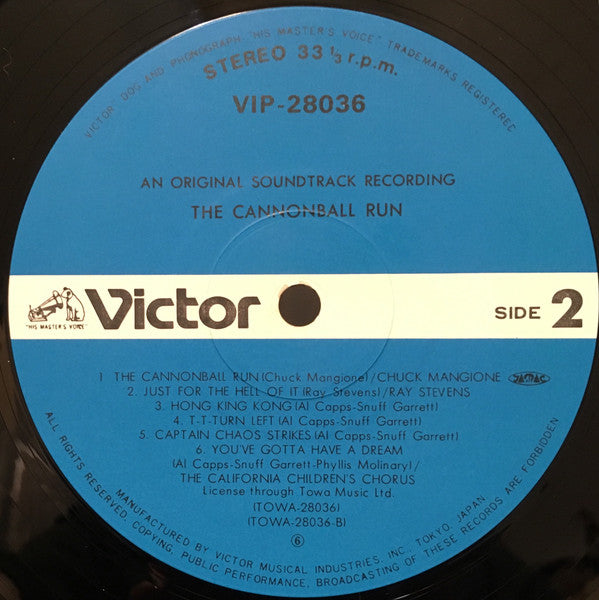 VICTOR "DOG AND PHONOGRAPH" "HIS MASTER'S VOICE" TRADEMARKS REGISTERED
STEREO 33 1/3 r.p.m.
VIP-28036
AN ORIGINAL SOUNDTRACK RECORDING
THE CANNONBALL RUN
"HIS MASTER'S VOICE"
Victor
SIDE 2
1 THE CANNONBALL RUN (Chuck Mangione)/CHUCK MANGIONE JASRAC
2. JUST FOR THE HELL OF IT (Ray Stevens)/RAY STEVENS
3. HONG KING KONG (Al Capps-Snuff Garrett)
4. T-T-TURN LEFT (Al Capps-Snuff Garrett)
5. CAPTAIN CHAOS STRIKES (Al Capps-Snuff Garrett)
6. YOU'VE GOTTA HAVE A DREAM
(Al Capps-Snuff Garrett-Phyllis Molinary)/
THE CALIFORNIA CHILDREN'S CHORUS
License through Towa Music Ltd.
(TOWA-28036)
(TOWA-28036-B)
6
MANUFACTURED BY VICTOR MUSICAL INDUSTRIES, INC. TOKYO, JAPAN
ALL RIGHTS RESERVED. COPYING, PUBLIC PERFORMANCE, BROADCASTING OF THESE RECORDS ARE FORBIDDEN